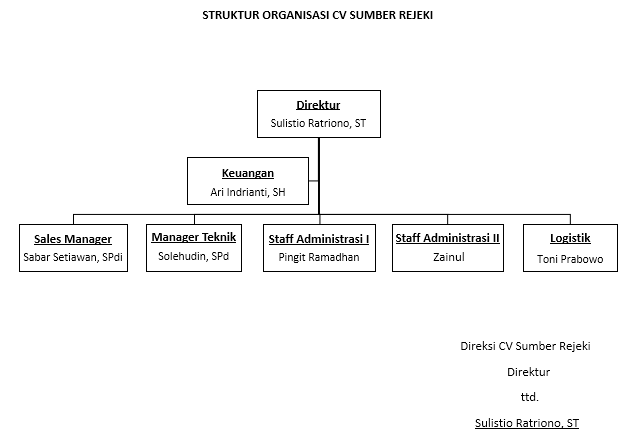 STRUKTUR ORGANISASI CV SUMBER REJEKI
Direktur
Sulistio Ratriono, ST
Keuangan
Ari Indrianti, SH
Sales Manager
Sabar Setiawan, SPdi
Manager Teknik
Solehudin, SPd
Staff Administrasi I
Pingit Ramadhan
Staff Administrasi II
Zainul
Logistik
Toni Prabowo
Direksi CV Sumber Rejeki
Direktur
ttd.
Sulistio Ratriono, ST